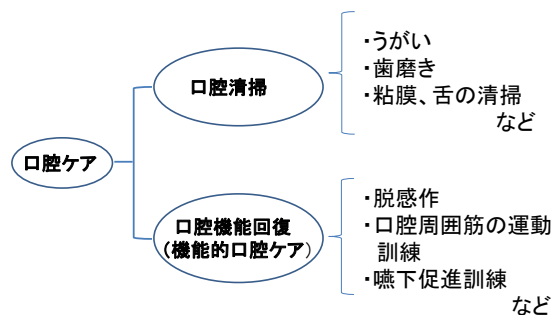 口腔ケア
口腔清掃
・うがい
・歯磨き
・粘膜、舌の清掃
など
口腔機能回復
(機能的口腔ケア)
・脱感作
・口腔周囲筋の運動
訓練
・嚥下促進訓練
など